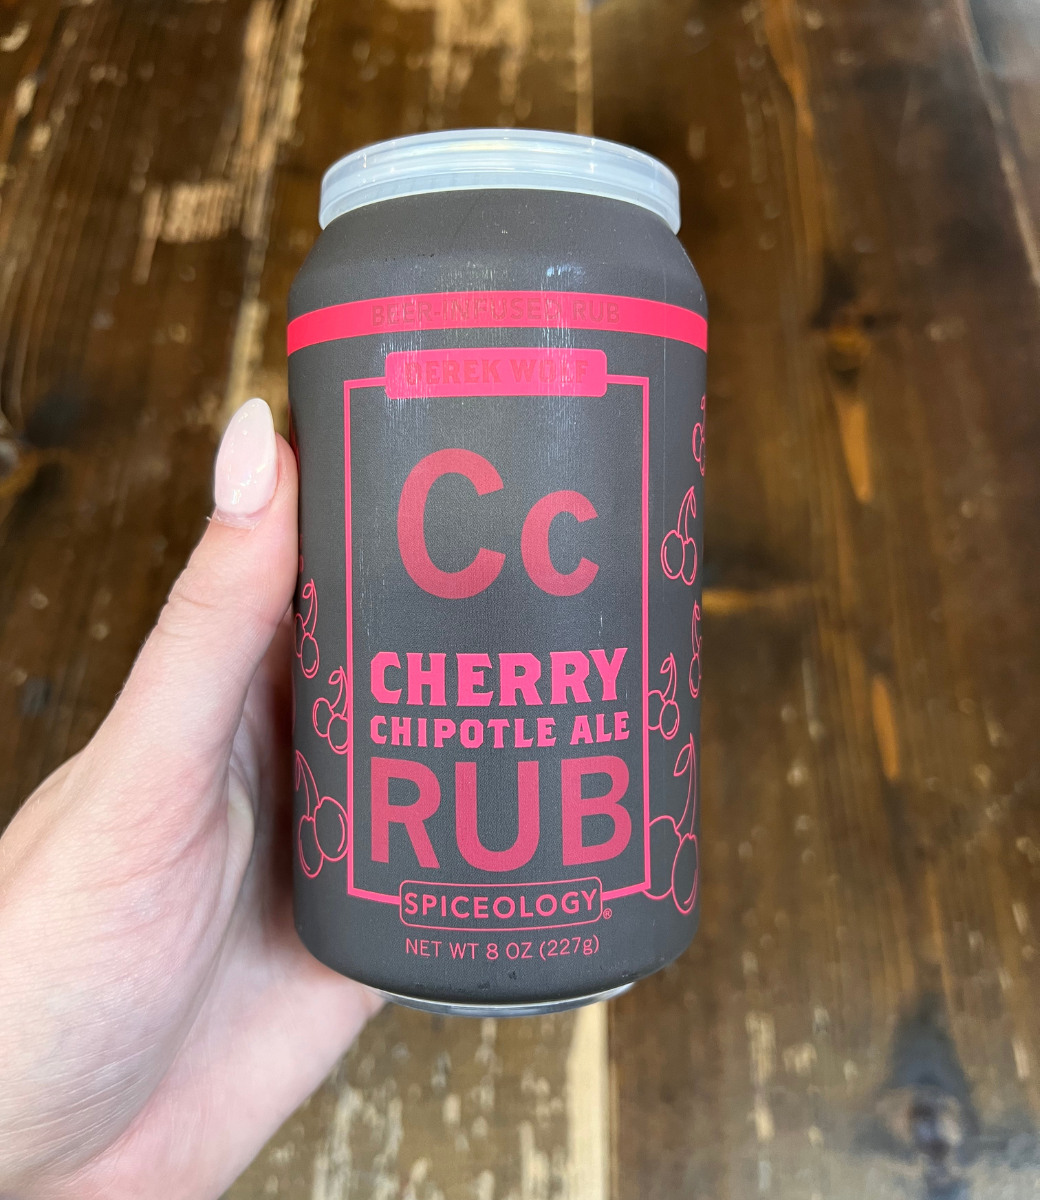 BEER-INFUSED RUB
DEREK WOLF
Cc
CHERRY
CHIPOTLE ALE
RUB
SPICEOLOGY®
NET WT 8 OZ (227g)